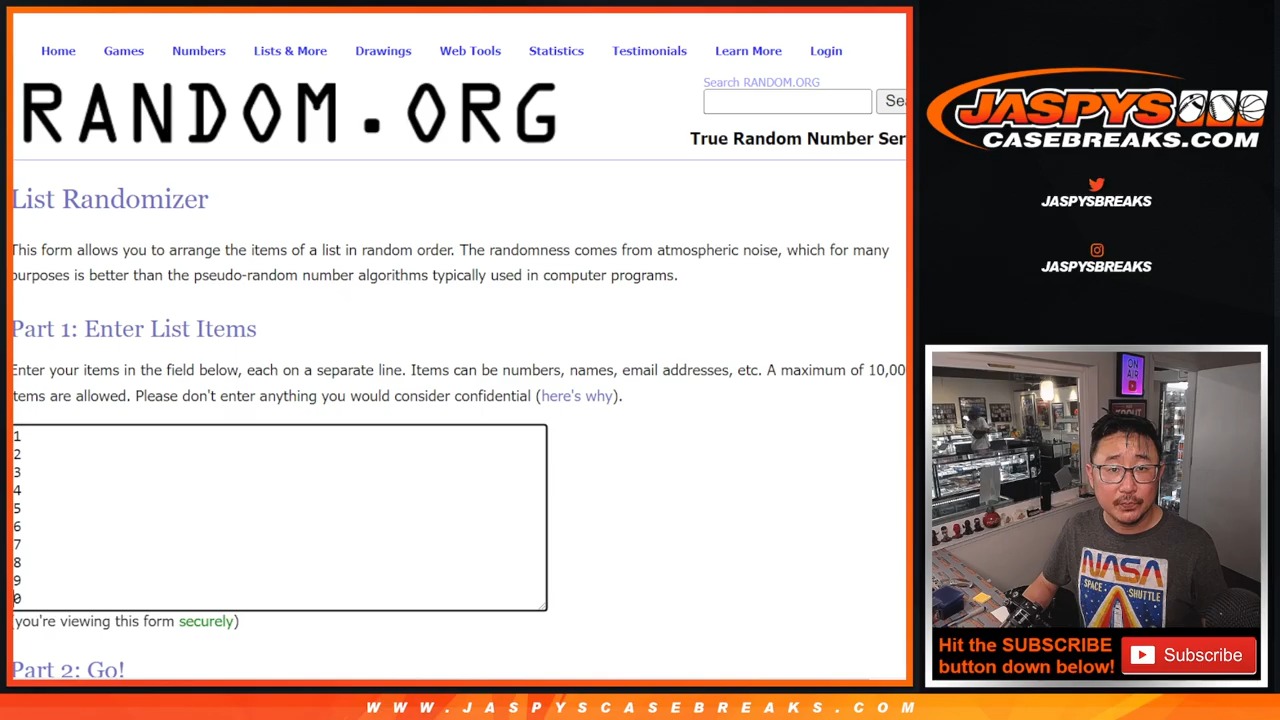 Home Games Numbers Lists & More Drawings Web Tools Statistics Testimonials Learn More Login
RANDOM.ORG
Search RANDOM.ORG
True Random Number Ser
List Randomizer
This form allows you to arrange the items of a list in random order. The randomness comes from atmospheric noise, which for many
purposes is better than the pseudo-random number algorithms typically used in computer programs.
Part 1: Enter List Items
Enter your items in the field below, each on a separate line. Items can be numbers, names, email addresses, etc. A maximum of 10,00
items are allowed. Please don't enter anything you would consider confidential (here's why).
1
2
3
4
5
6
7
8
9
0
(you're viewing this form securely)
Part 2: Go!
JASPYS
CASEBREAKS.COM
JASPYSBREAKS
JASPYSBREAKS
ON
AIR
NASA
SPACE SHUTTLE
Hit the SUBSCRIBE
button down below!
Subscribe
WWW.JASPYSCASEBREAKS.COM